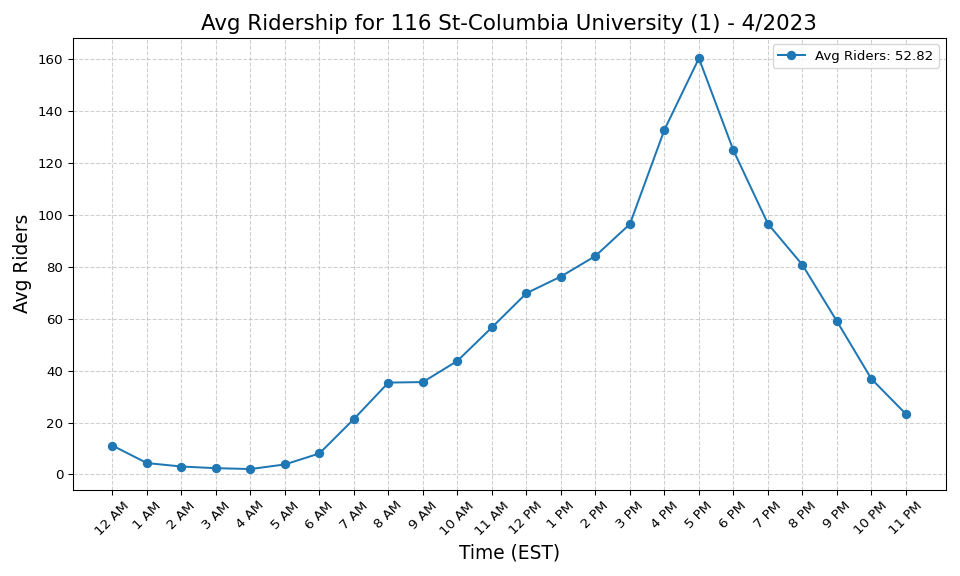 Avg Ridership for 116 St-Columbia University (1) - 4/2023
Avg Riders: 52.82
Avg Riders
160
140
120
100
80
60
40
20
0
12 AM
1 AM
2 AM
3 AM
4 AM
5 AM
6 AM
7 AM
8 AM
9 AM
10 AM
11 AM
12 PM
1 PM
2 PM
3 PM
4 PM
5 PM
6 PM
7 PM
8 PM
9 PM
10 PM
11 PM
Time (EST)